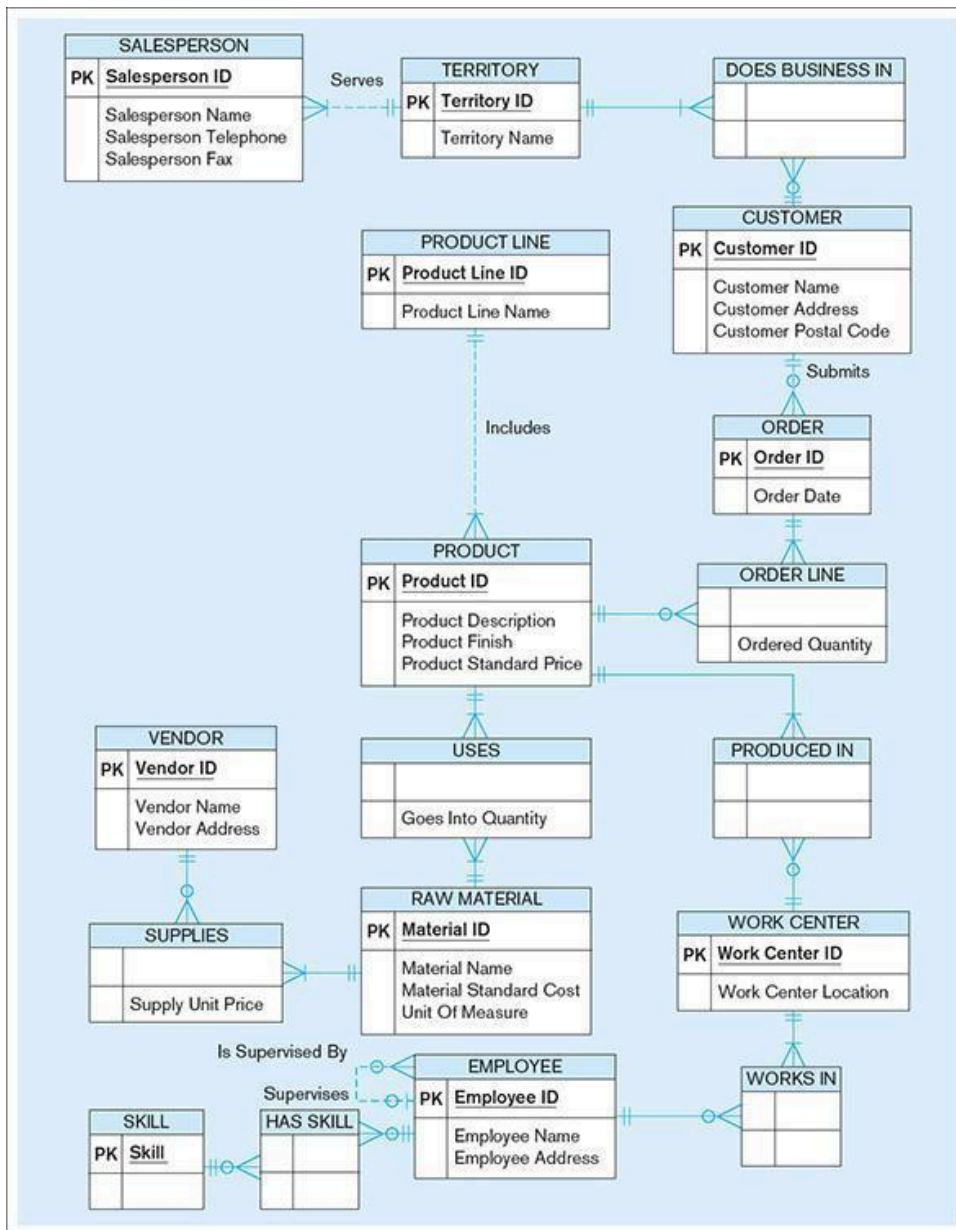 SALESPERSON
PK Salesperson ID
Salesperson Name
Salesperson Telephone
Salesperson Fax
Serves
TERRITORY
PK Territory ID
Territory Name
DOES BUSINESS IN
CUSTOMER
PK Customer ID
Customer Name
Customer Address
Customer Postal Code
PRODUCT LINE
PK Product Line ID
Product Line Name
Submits
Includes
ORDER
PK Order ID
Order Date
PRODUCT
PK Product ID
Product Description
Product Finish
Product Standard Price
ORDER LINE
Ordered Quantity
VENDOR
PK Vendor ID
Vendor Name
Vendor Address
USES
Goes Into Quantity
PRODUCED IN
SUPPLIES
Supply Unit Price
RAW MATERIAL
PK Material ID
Material Name
Material Standard Cost
Unit Of Measure
WORK CENTER
PK Work Center ID
Work Center Location
Is Supervised By
Supervises
EMPLOYEE
PK Employee ID
Employee Name
Employee Address
WORKS IN
SKILL
PK Skill
HAS SKILL